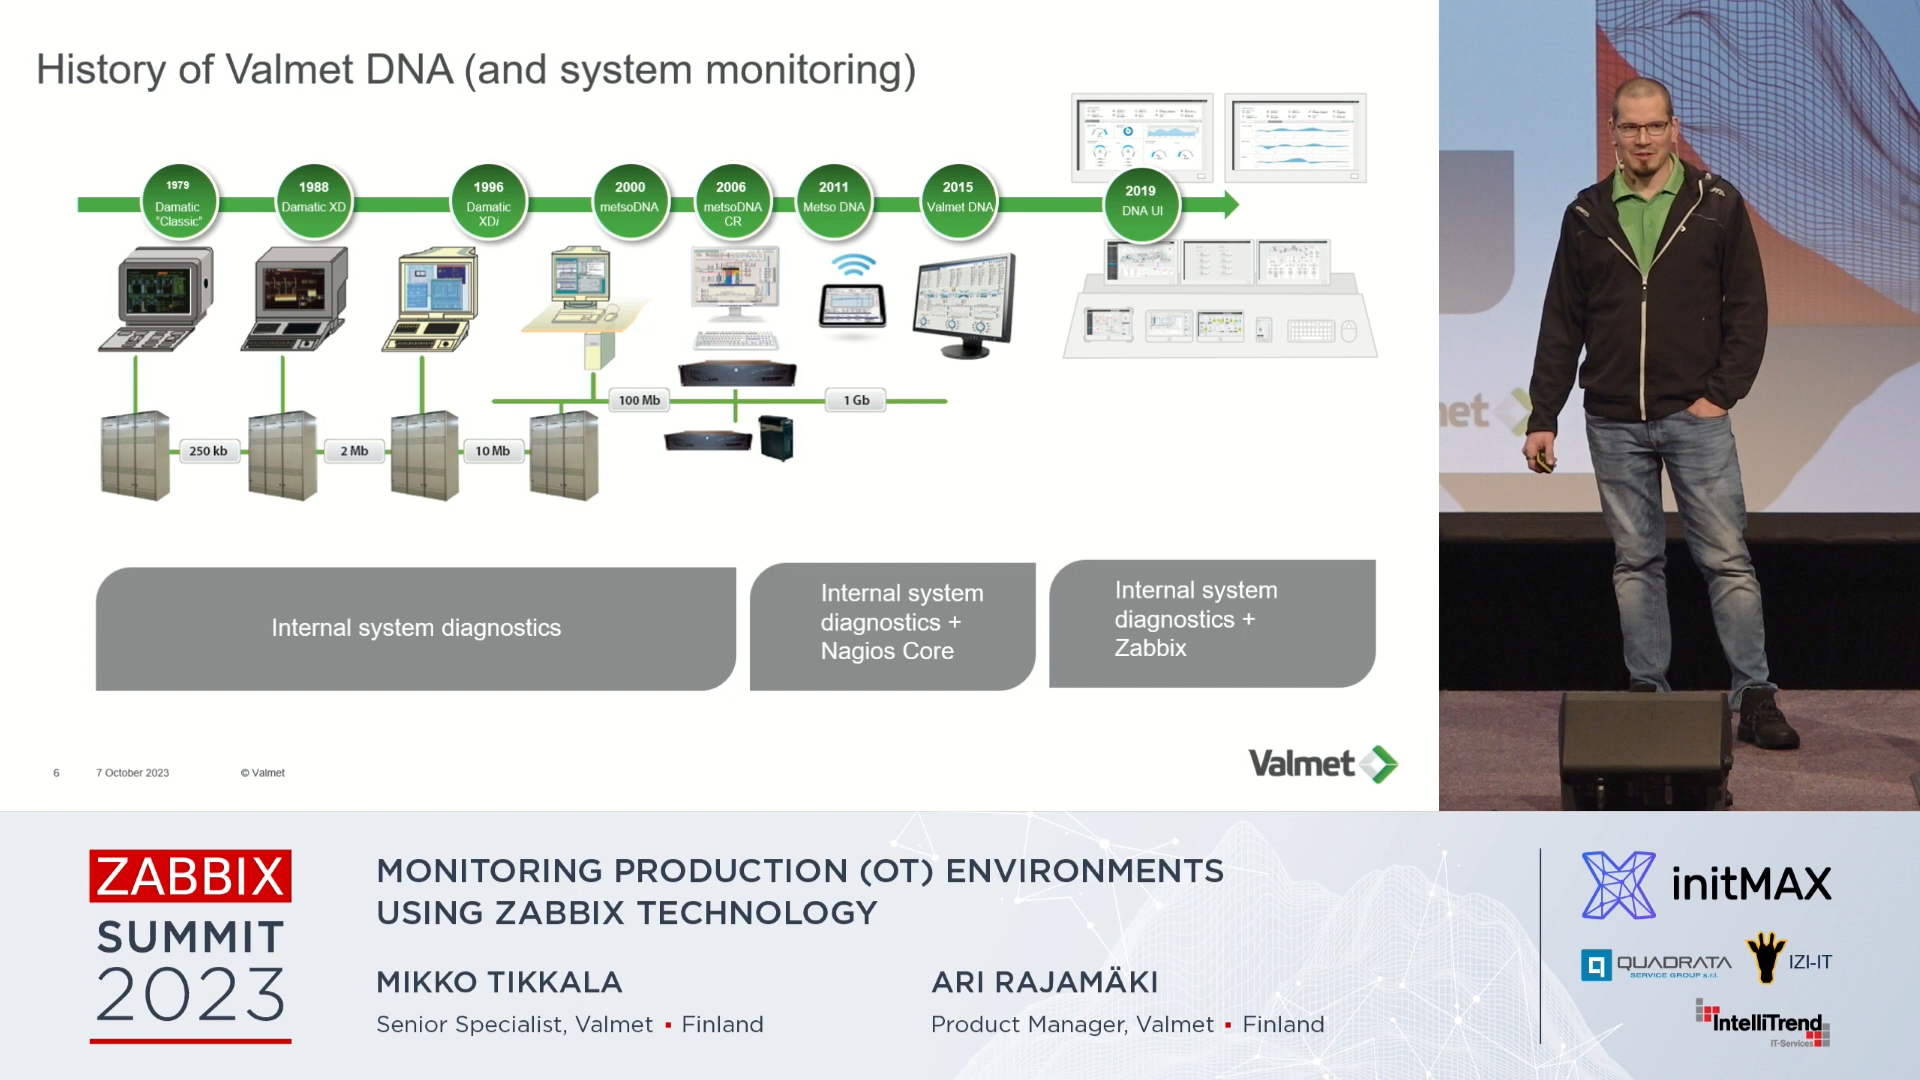 History of Valmet DNA (and system monitoring)
1979
Damatic
"Classic"
1988
Damatic XD
1996
Damatic
XDi
2000
metsoDNA
2006
metsoDNA
CR
2011
Metso DNA
2015
Valmet DNA
2019
DNA UI
100 Mb
1 Gb
250 kb
2 Mb
10 Mb
Internal system diagnostics
Internal system
diagnostics +
Nagios Core
Internal system
diagnostics +
Zabbix
6
7 October 2023
© Valmet
Valmet
ZABBIX
SUMMIT
2023
MONITORING PRODUCTION (OT) ENVIRONMENTS
USING ZABBIX TECHNOLOGY
MIKKO TIKKALA
Senior Specialist, Valmet ▪ Finland
ARI RAJAMÄKI
Product Manager, Valmet ▪ Finland
initMAX
QUADRATA
SERVICE GROUP s.r.l.
IZI-IT
IntelliTrend
IT-Services